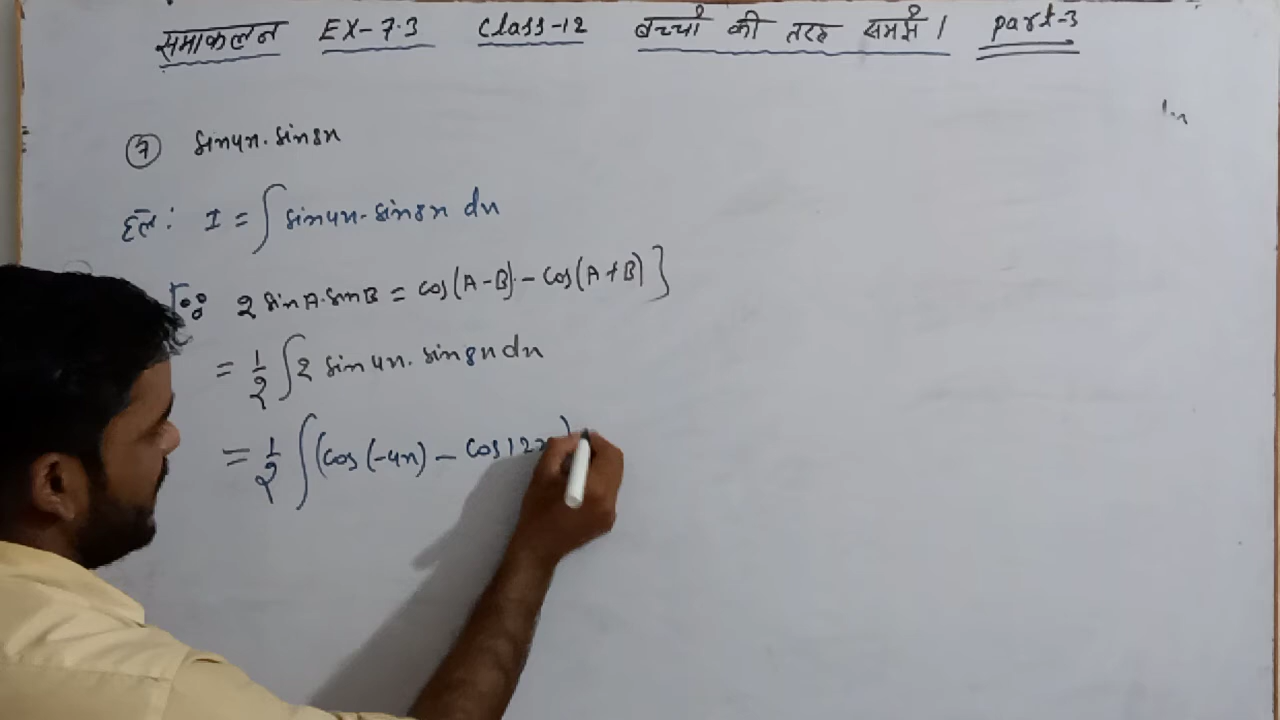 समाकलन EX-7.3 Class-12 बच्चों की तरह समझें। part-3
⑦ sin4x.sin8x
हल: I = ∫ sin4x.sin8x dx
∵ 2 sinA.sinB = cos(A-B) - cos(A+B) }
= 1/2 ∫ 2 sin4x. sin8x dx
= 1/2 ∫ (cos(-4x) - cos12x)